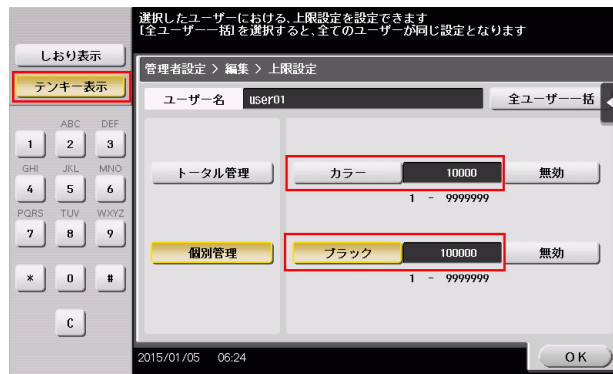 選択したユーザーにおける、上限設定を設定できます
[全ユーザー一括]を選択すると、全てのユーザーが同じ設定となります
しおり表示
テンキー表示
管理者設定 > 編集 > 上限設定
ユーザー名 user01 全ユーザー一括
ABC DEF
1 2 3
GHI JKL MNO
4 5 6
PQRS TUV WXYZ
7 8 9
* 0 #
C
トータル管理 カラー 10000 無効
1 - 9999999
個別管理 ブラック 100000 無効
1 - 9999999
2015/01/05 06:24
OK